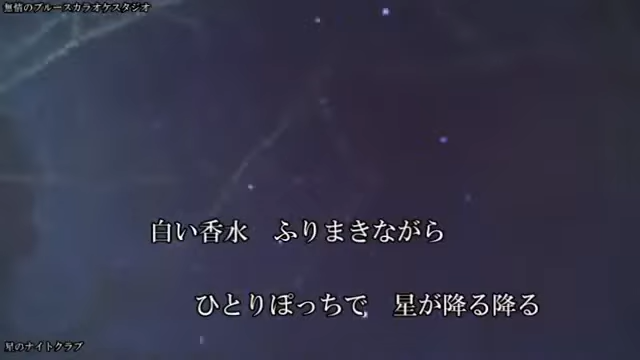 無情のブルースカラオケスタジオ
白い香水　ふりまきながら
ひとりぽっちで　星が降る降る
星のナイトクラブ